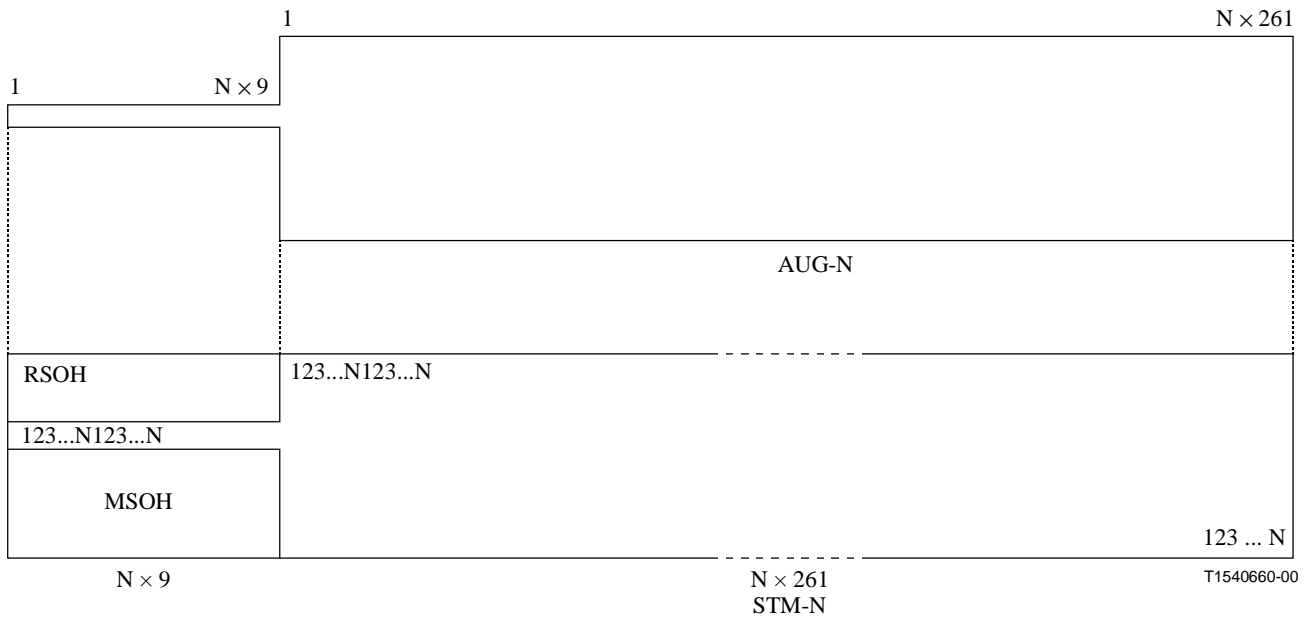 1 N × 261
1 N × 9
AUG-N
RSOH 123...N123...N
123...N123...N
MSOH
123 ... N
N × 9 N × 261 T1540660-00
STM-N